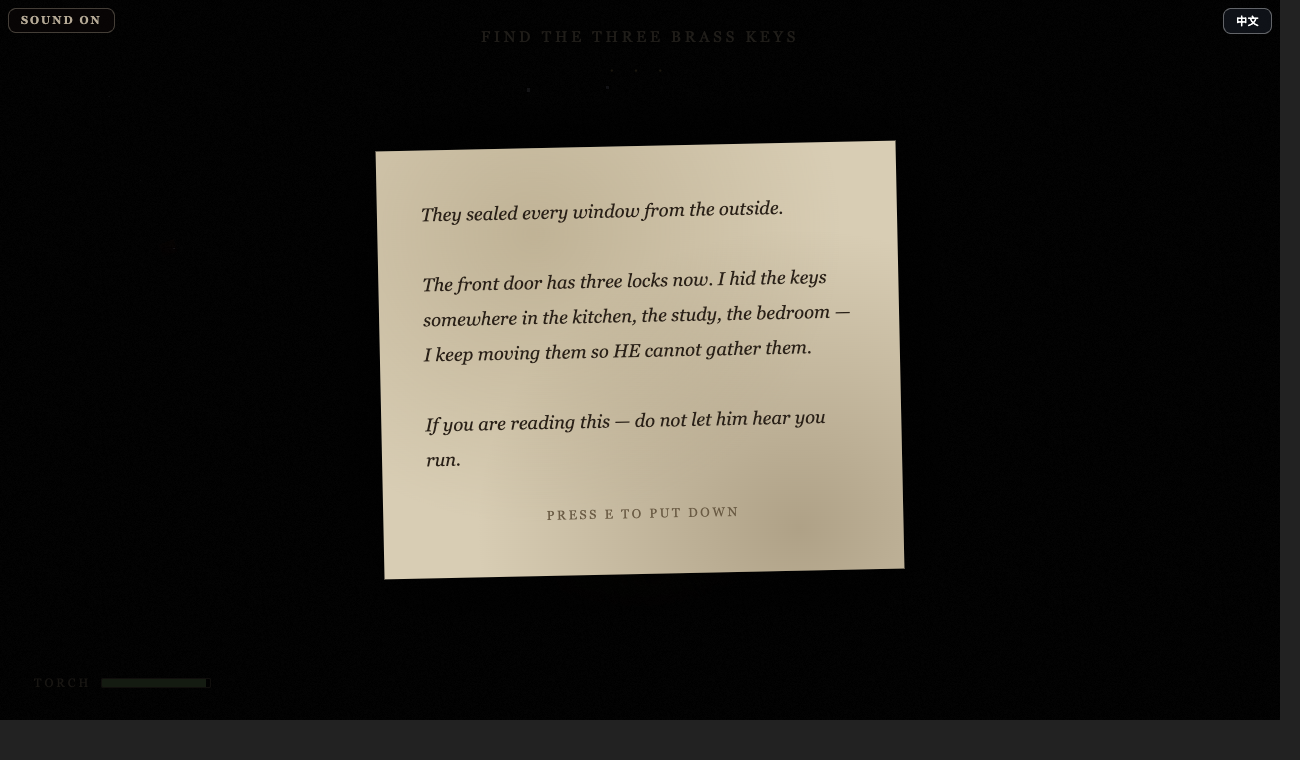 SOUND ON
中文
FIND THE THREE BRASS KEYS
They sealed every window from the outside.
The front door has three locks now. I hid the keys
somewhere in the kitchen, the study, the bedroom —
I keep moving them so HE cannot gather them.
If you are reading this — do not let him hear you
run.
PRESS E TO PUT DOWN
TORCH